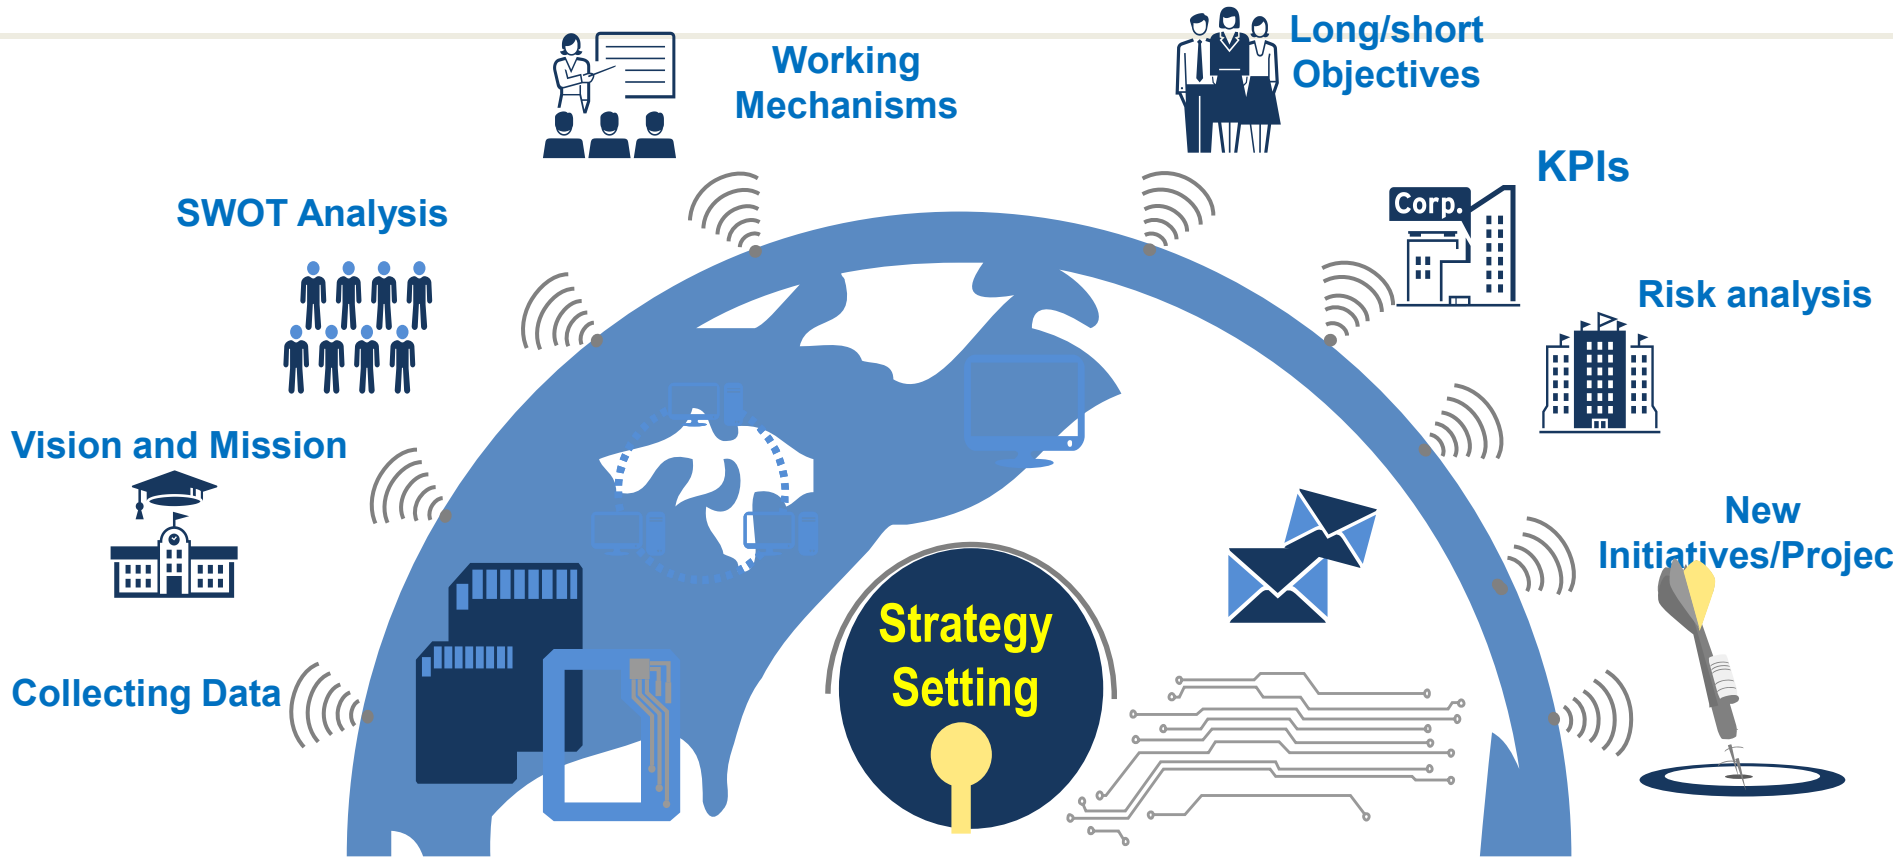 Working
Mechanisms
Long/short
Objectives
KPIs
Corp.
SWOT Analysis
Risk analysis
Vision and Mission
New
Initiatives/Projec
Strategy
Setting
Collecting Data